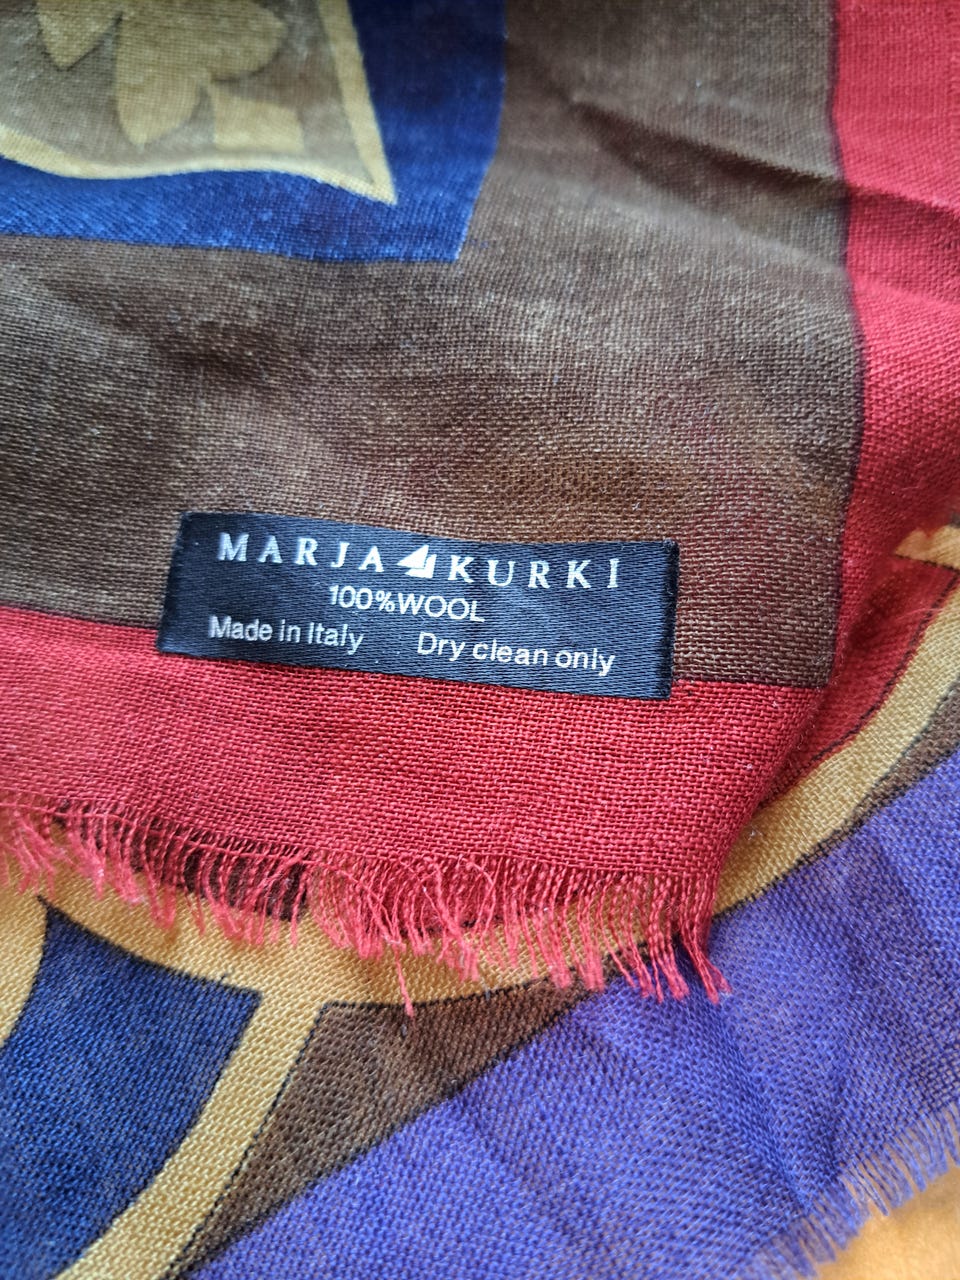 MARJA KURKI
100%WOOL
Made in Italy Dry clean only